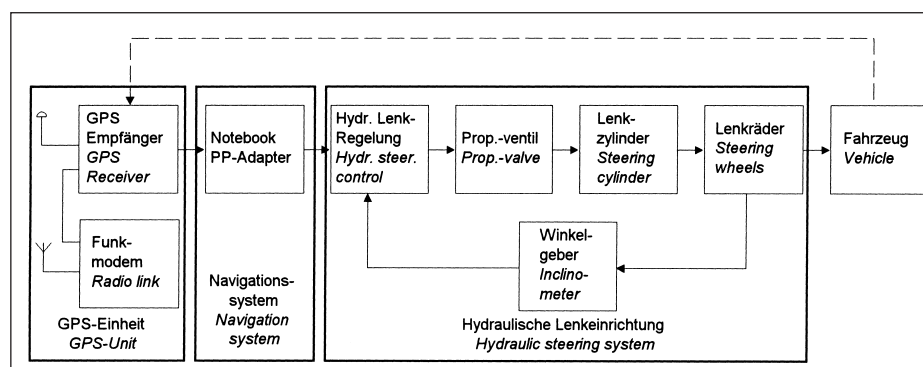 GPS
Empfänger
GPS
Receiver
Funk-
modem
Radio link
GPS-Einheit
GPS-Unit
Notebook
PP-Adapter
Navigations-
system
Navigation
system
Hydr. Lenk-
Regelung
Hydr. steer.
control
Prop.-ventil
Prop.-valve
Lenk-
zylinder
Steering
cylinder
Lenkräder
Steering
wheels
Winkel-
geber
Inclino-
meter
Hydraulische Lenkeinrichtung
Hydraulic steering system
Fahrzeug
Vehicle